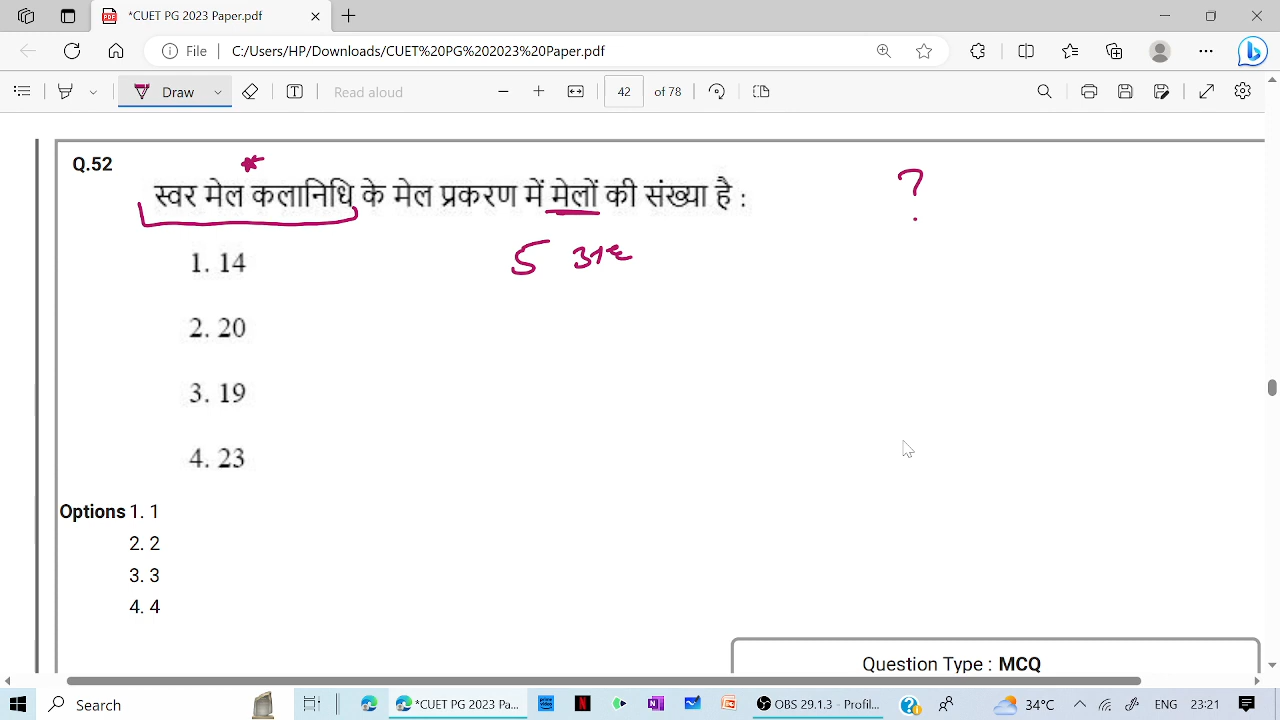 *CUET PG 2023 Paper.pdf
File
C:/Users/HP/Downloads/CUET%20PG%202023%20Paper.pdf
Draw
Read aloud
42
of 78
Q.52
स्वर मेल कलानिधि के मेल प्रकरण में मेलों की संख्या है :
?
5
1. 14
2. 20
3. 19
4. 23
Options 1. 1
2. 2
3. 3
4. 4
Question Type : MCQ
Search
*CUET PG 2023 Pa...
OBS 29.1.3 - Profil...
34°C
ENG
23:21